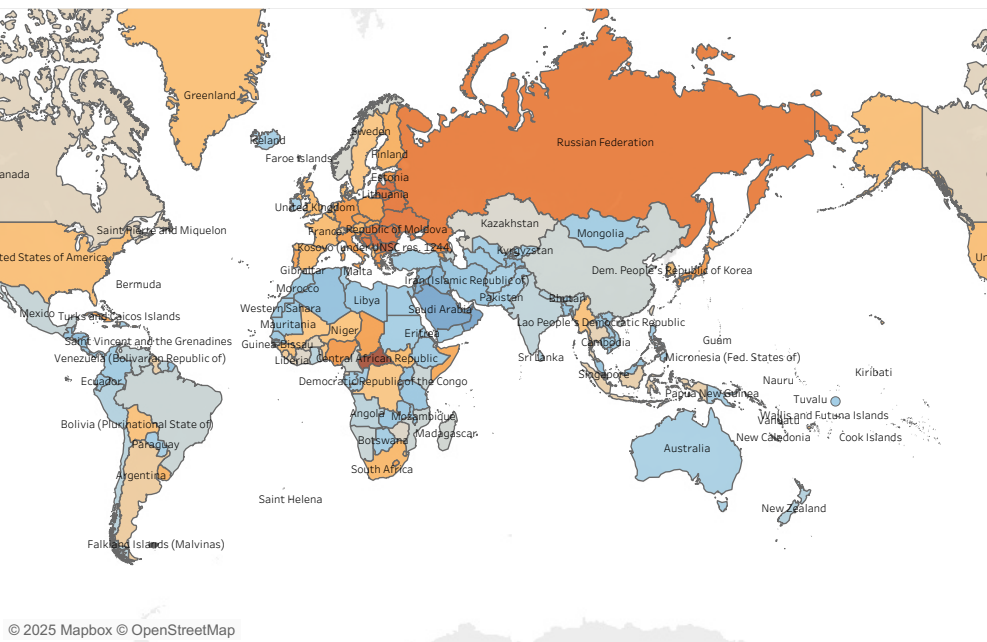 Greenland
Iceland
Sweden
Faroe Islands
Finland
Russian Federation
anada
Estonia
Lithuania
United Kingdom
Saint Pierre and Miquelon
France
Republic of Moldova
Kazakhstan
Mongolia
Kosovo (under UNSC res. 1244)
Kyrgyzstan
ted States of America
Un
Gibraltar
Malta
Dem. People's Republic of Korea
Bermuda
Morocco
Iran (Islamic Republic of)
Libya
Pakistan
Bhutan
Western Sahara
Saudi Arabia
Mexico
Turks and Caicos Islands
Mauritania
Niger
Eritrea
Lao People's Democratic Republic
Saint Vincent and the Grenadines
Guinea-Bissau
Cambodia
Guam
Venezuela (Bolivarian Republic of)
Liberia
Central African Republic
Sri Lanka
Micronesia (Fed. States of)
Ecuador
Democratic Republic of the Congo
Singapore
Nauru
Kiribati
Papua New Guinea
Tuvalu
Angola
Mozambique
Wallis and Futuna Islands
Vanuatu
Bolivia (Plurinational State of)
Madagascar
Botswana
New Caledonia
Cook Islands
Paraguay
Australia
South Africa
Argentina
Saint Helena
New Zealand
Falkland Islands (Malvinas)
© 2025 Mapbox © OpenStreetMap